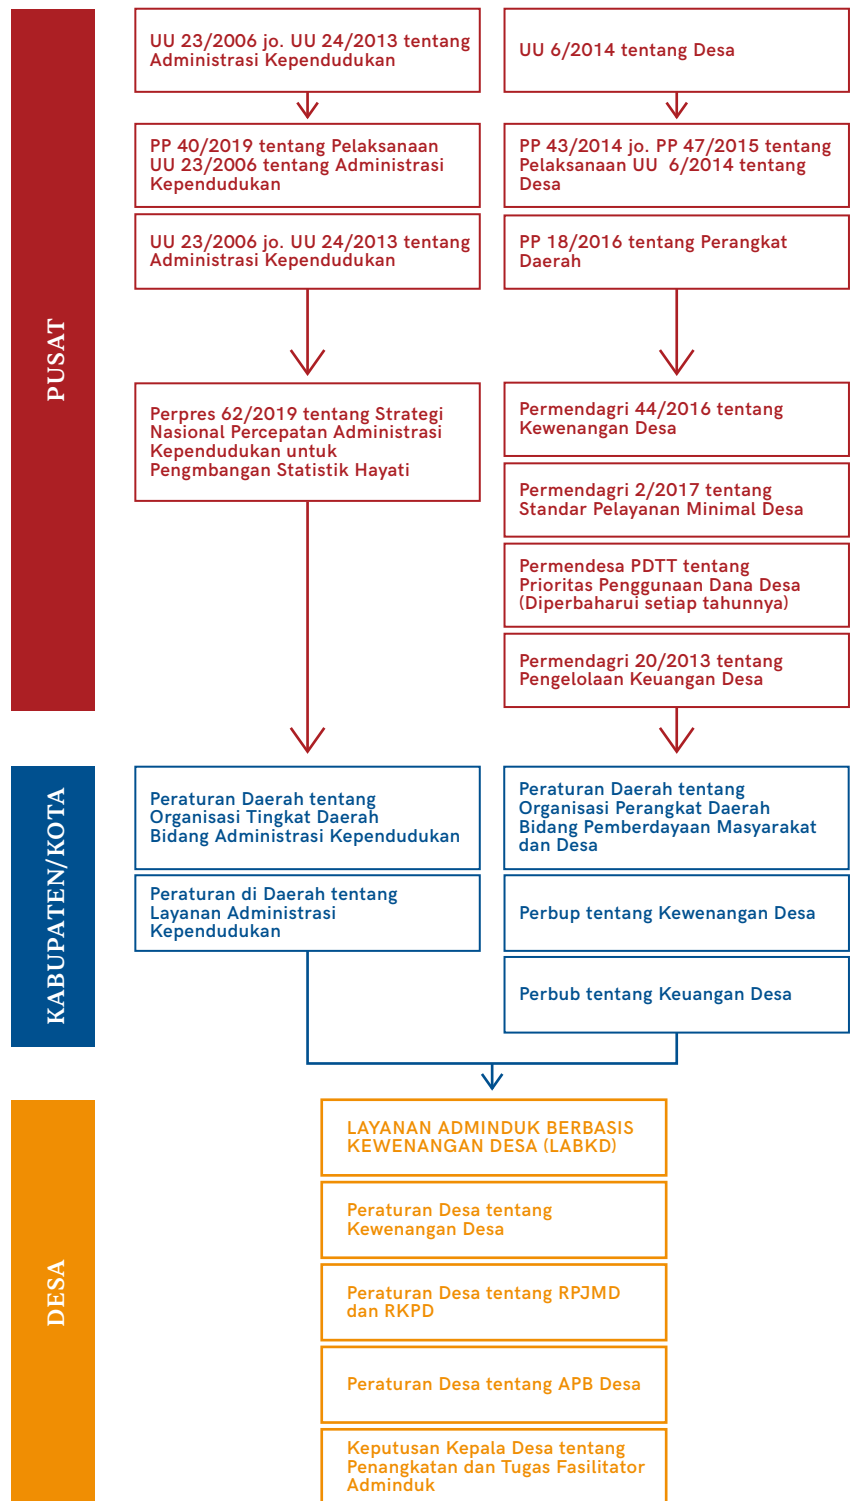 PUSAT
UU 23/2006 jo. UU 24/2013 tentang
Administrasi Kependudukan
UU 6/2014 tentang Desa
PP 40/2019 tentang Pelaksanaan
UU 23/2006 tentang Administrasi
Kependudukan
PP 43/2014 jo. PP 47/2015 tentang
Pelaksanaan UU 6/2014 tentang
Desa
UU 23/2006 jo. UU 24/2013 tentang
Administrasi Kependudukan
PP 18/2016 tentang Perangkat
Daerah
Perpres 62/2019 tentang Strategi
Nasional Percepatan Administrasi
Kependudukan untuk
Pengmbangan Statistik Hayati
Permendagri 44/2016 tentang
Kewenangan Desa
Permendagri 2/2017 tentang
Standar Pelayanan Minimal Desa
Permendesa PDTT tentang
Prioritas Penggunaan Dana Desa
(Diperbaharui setiap tahunnya)
Permendagri 20/2013 tentang
Pengelolaan Keuangan Desa
KABUPATEN/KOTA
Peraturan Daerah tentang
Organisasi Tingkat Daerah
Bidang Administrasi Kependudukan
Peraturan di Daerah tentang
Layanan Administrasi
Kependudukan
Peraturan Daerah tentang
Organisasi Perangkat Daerah
Bidang Pemberdayaan Masyarakat
dan Desa
Perbup tentang Kewenangan Desa
Perbub tentang Keuangan Desa
DESA
LAYANAN ADMINDUK BERBASIS
KEWENANGAN DESA (LABKD)
Peraturan Desa tentang
Kewenangan Desa
Peraturan Desa tentang RPJMD
dan RKPD
Peraturan Desa tentang APB Desa
Keputusan Kepala Desa tentang
Penangkatan dan Tugas Fasilitator
Adminduk